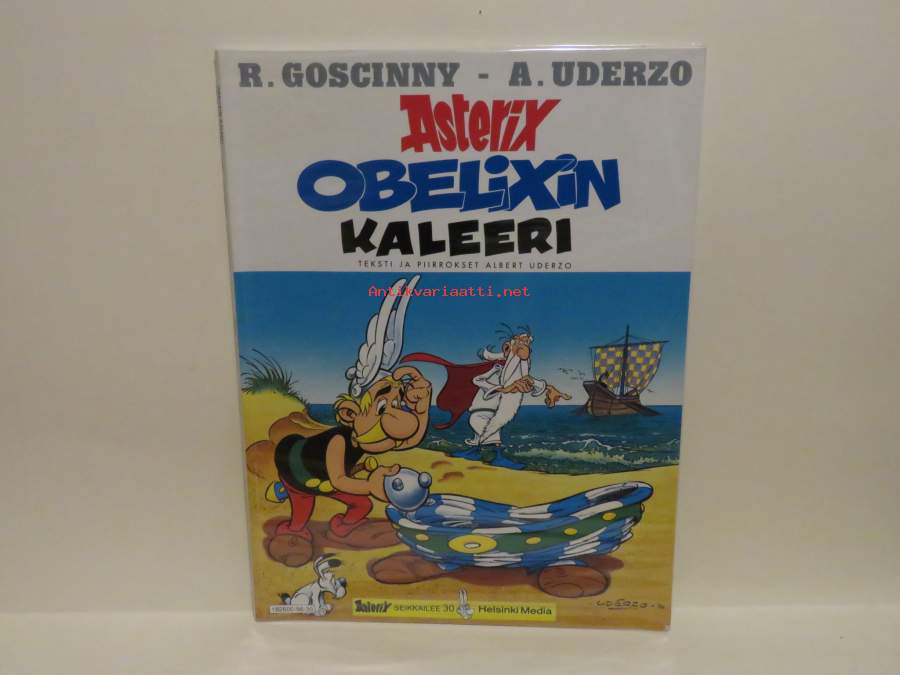 R. GOSCINNY - A. UDERZO
Asterix
OBELiXiN
KALEERI
TEKSTI JA PIIRROKSET ALBERT UDERZO
Antikvariaatti.net
Asterix SEIKKAILEE 30 Helsinki Media
UDERZO